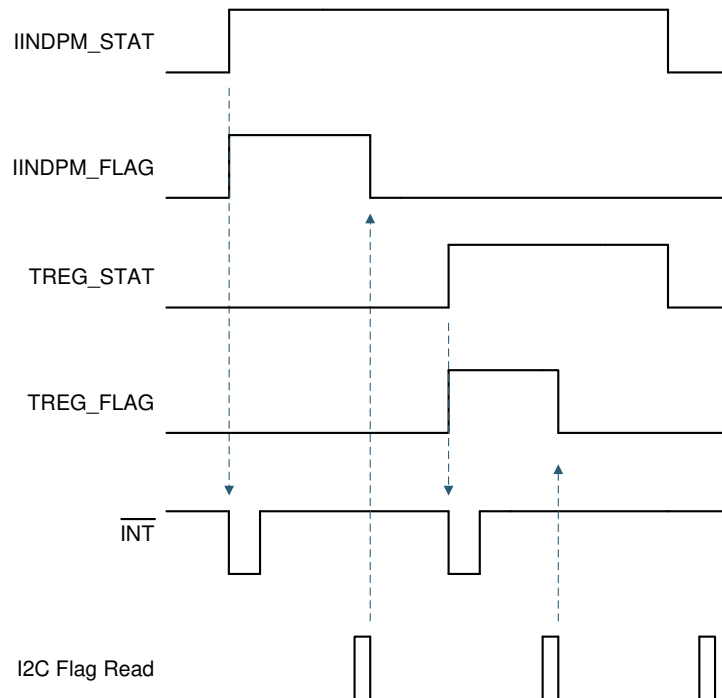 IINDPM_STAT
IINDPM_FLAG
TREG_STAT
TREG_FLAG
INT
I2C Flag Read